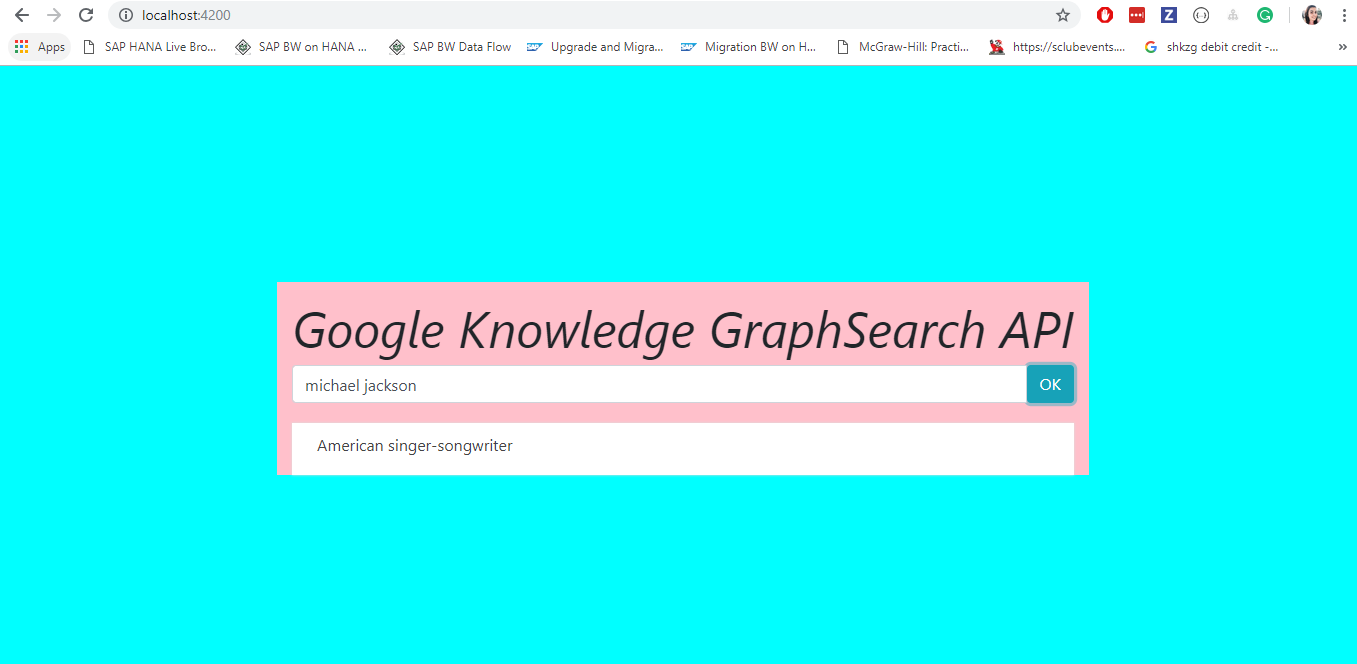 localhost:4200
Apps SAP HANA Live Bro... SAP BW on HANA ... SAP BW Data Flow Upgrade and Migra... Migration BW on H... McGraw-Hill: Practi... https://sclubevents.... shkzg debit credit -... »
Google Knowledge GraphSearch API
michael jackson OK
American singer-songwriter